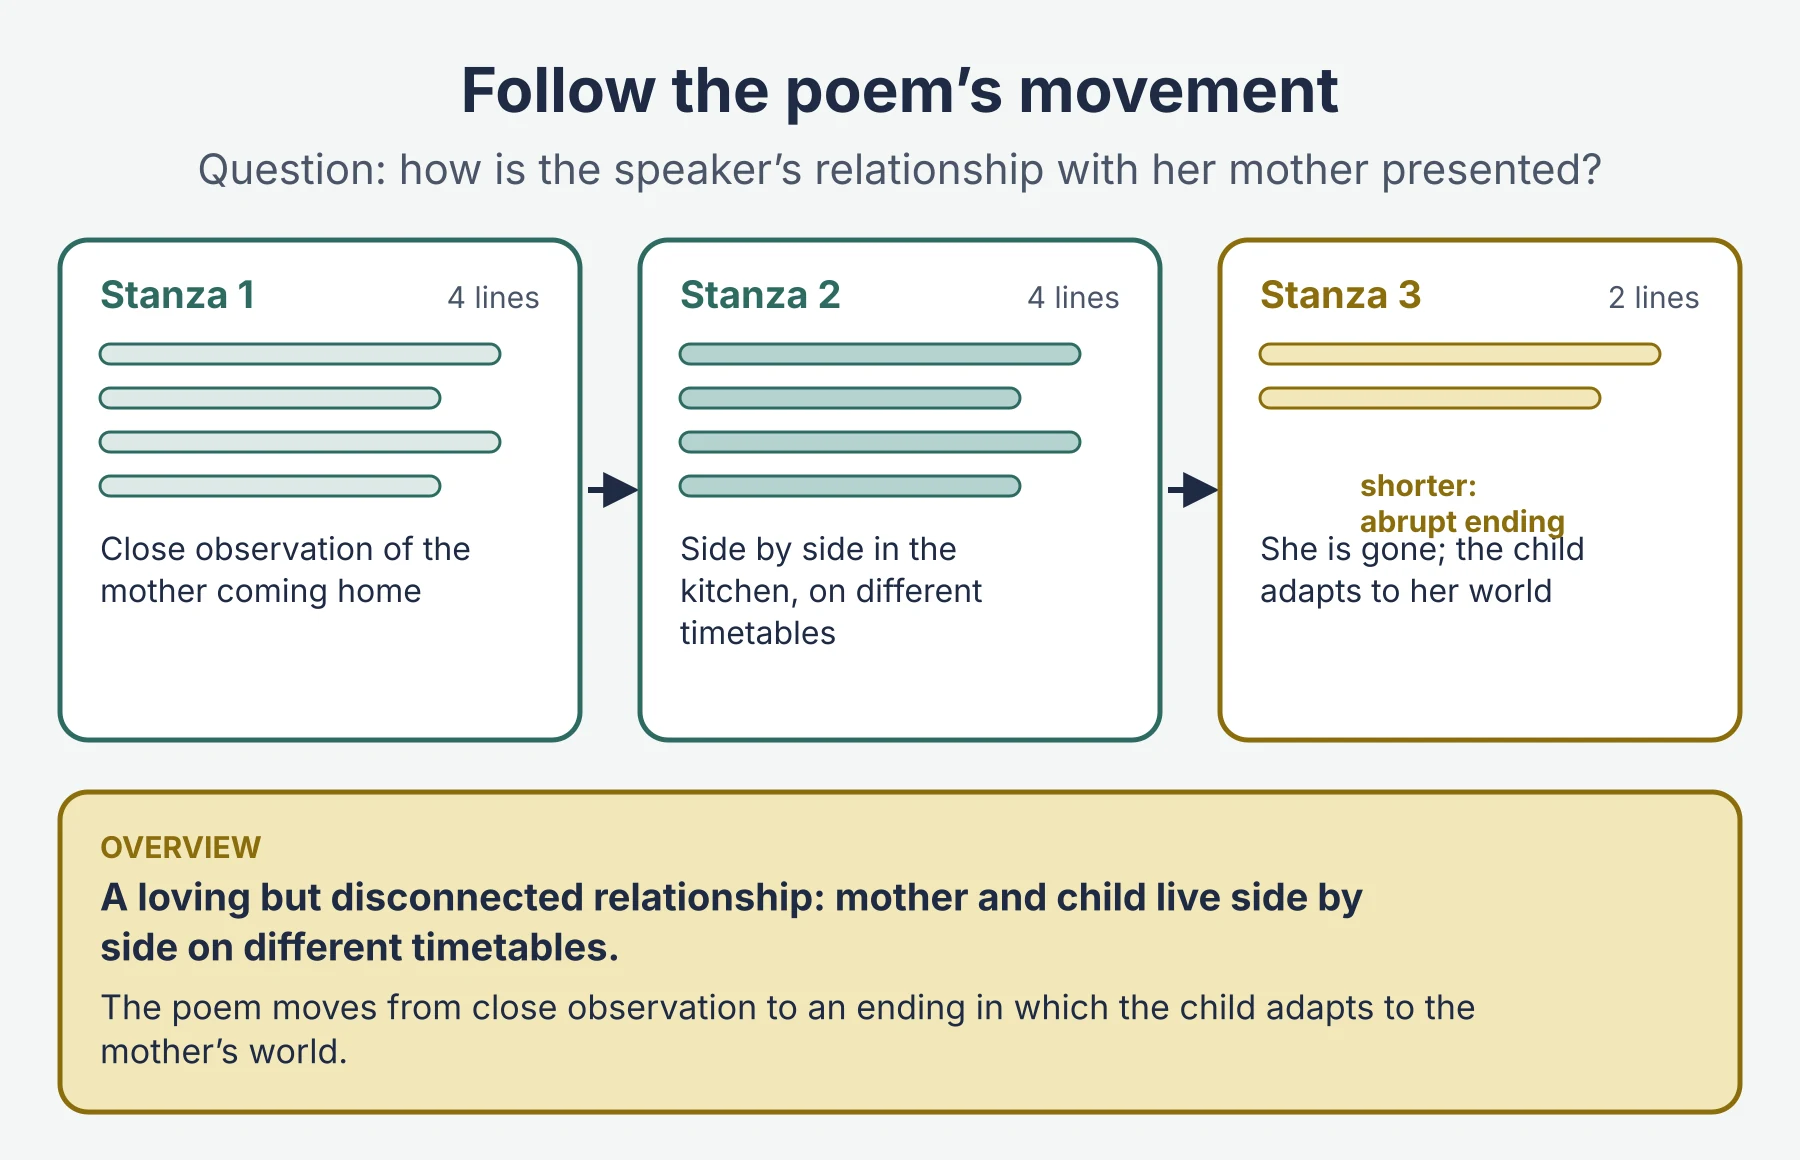 Follow the poem’s movement
Question: how is the speaker’s relationship with her mother presented?
Stanza 1
4 lines
Close observation of the
mother coming home
Stanza 2
4 lines
Side by side in the
kitchen, on different
timetables
Stanza 3
2 lines
shorter:
abrupt ending
She is gone; the child
adapts to her world
OVERVIEW
A loving but disconnected relationship: mother and child live side by
side on different timetables.
The poem moves from close observation to an ending in which the child adapts to the
mother’s world.